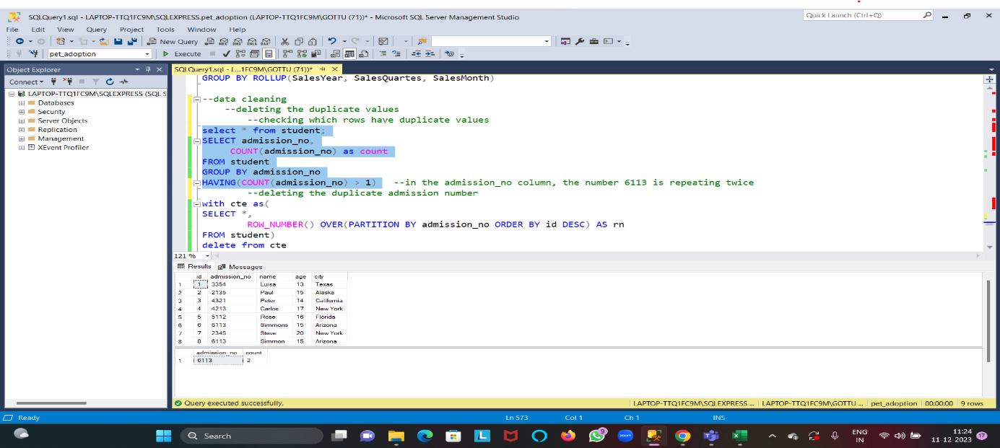 SQLQuery1.sql - LAPTOP-TTQ1FC9M\SQLEXPRESS.pet_adoption (LAPTOP-TTQ1FC9M\GOTTU (71))* - Microsoft SQL Server Management Studio
Quick Launch (Ctrl+Q)
File Edit View Query Project Tools Window Help
New Query
pet_adoption
Execute
Object Explorer
SQLQuery1.sql - L...1FC9M\GOTTU (71))*
Connect
LAPTOP-TTQ1FC9M\SQLEXPRESS (SQL S
Databases
Security
Server Objects
Replication
Management
XEvent Profiler
GROUP BY ROLLUP(SalesYear, SalesQuartes, SalesMonth)
--data cleaning
--deleting the duplicate values
--checking which rows have duplicate values
select * from student;
SELECT admission_no,
COUNT(admission_no) as count
FROM student
GROUP BY admission_no
HAVING(COUNT(admission_no) > 1) --in the admission_no column, the number 6113 is repeating twice
--deleting the duplicate admission number
with cte as(
SELECT *,
ROW_NUMBER() OVER(PARTITION BY admission_no ORDER BY id DESC) AS rn
FROM student)
delete from cte
121 %
Results Messages
id admission_no name age city
1 1 3354 Luisa 13 Texas
2 2 2135 Paul 15 Alaska
3 3 4321 Peter 14 California
4 4 4213 Carlos 17 New York
5 5 5112 Rose 16 Florida
6 6 6113 Simmons 15 Arizona
7 7 2345 Steve 20 New York
8 8 6113 Simmon 15 Arizona
admission_no count
1 6113 2
Query executed successfully.
LAPTOP-TTQ1FC9M\SQLEXPRESS ... LAPTOP-TTQ1FC9M\GOTTU ... pet_adoption 00:00:00 9 rows
Ready
Ln 573 Col 1 Ch 1 INS
Search
9
zoom
ENG
IN
11:24
11-12-2023
17